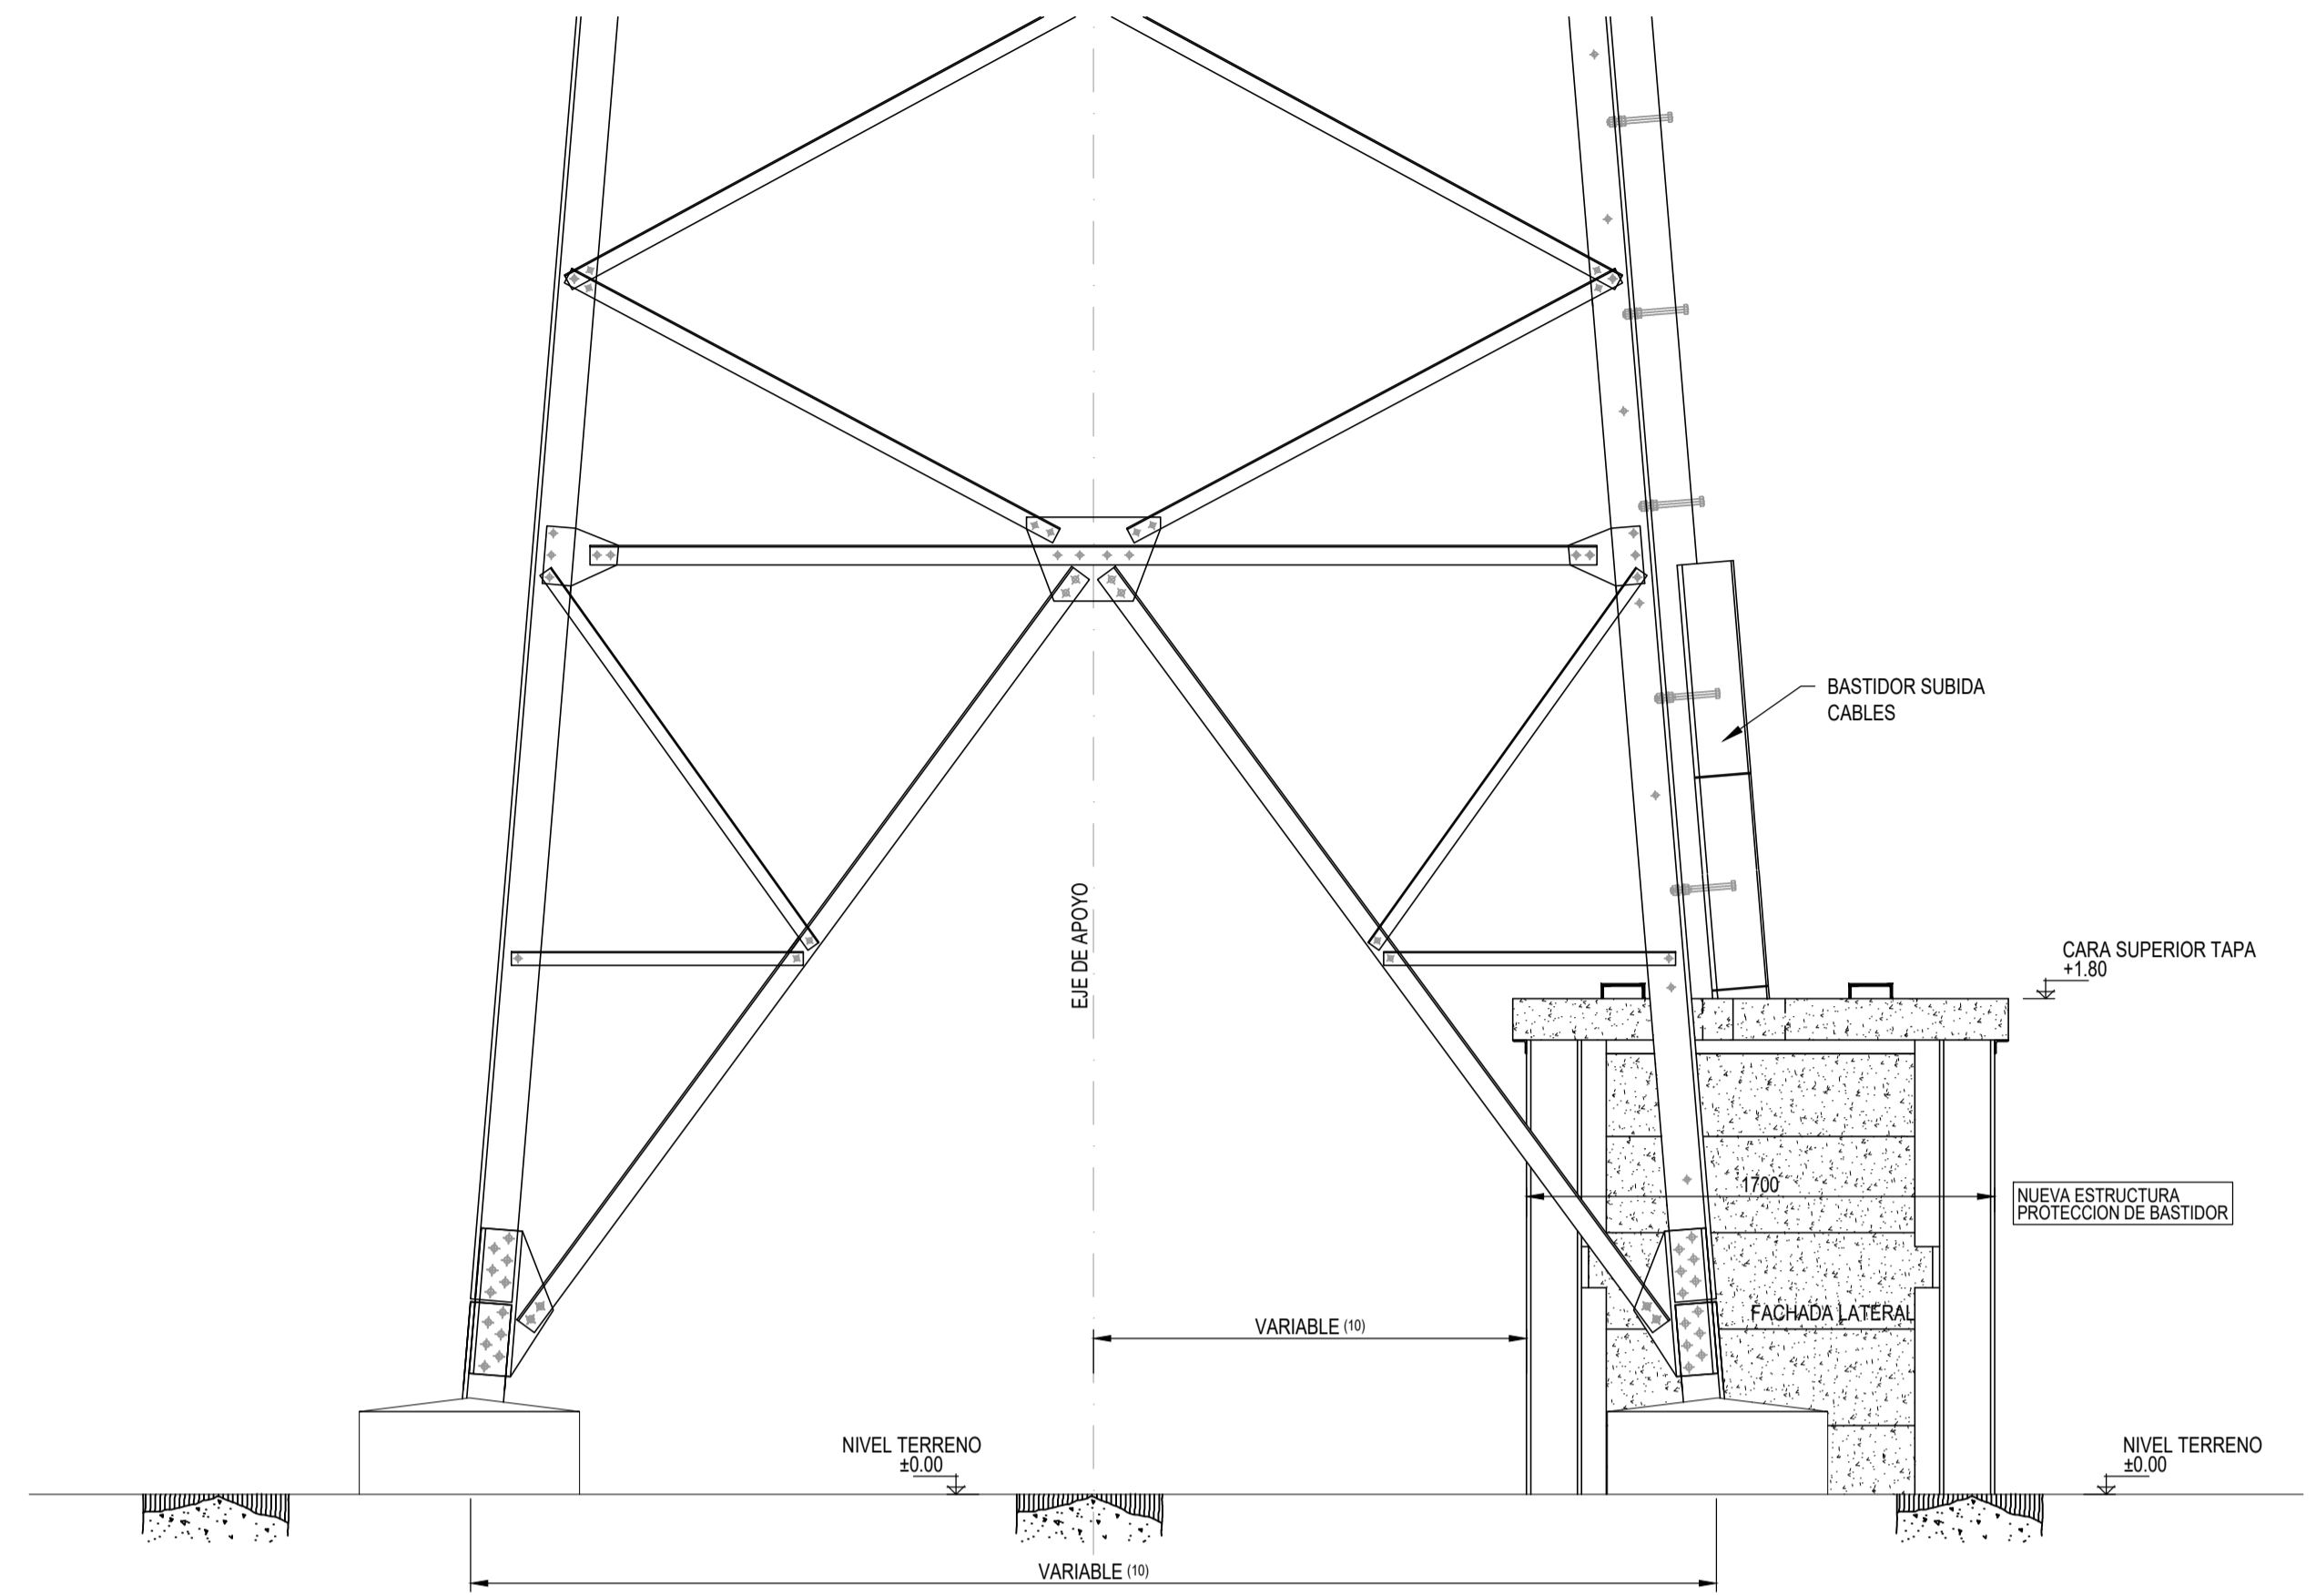 BASTIDOR SUBIDA
CABLES
EJE DE APOYO
CARA SUPERIOR TAPA
+1.80
1700
NUEVA ESTRUCTURA
PROTECCION DE BASTIDOR
FACHADA LATERAL
VARIABLE (10)
NIVEL TERRENO
±0.00
NIVEL TERRENO
±0.00
VARIABLE (10)